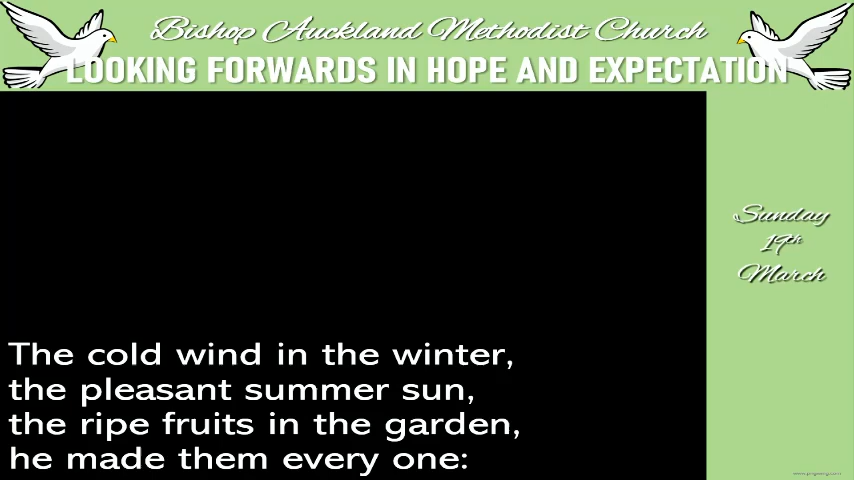 Bishop Auckland Methodist Church
LOOKING FORWARDS IN HOPE AND EXPECTATION
Sunday
19th
March
The cold wind in the winter,
the pleasant summer sun,
the ripe fruits in the garden,
he made them every one: